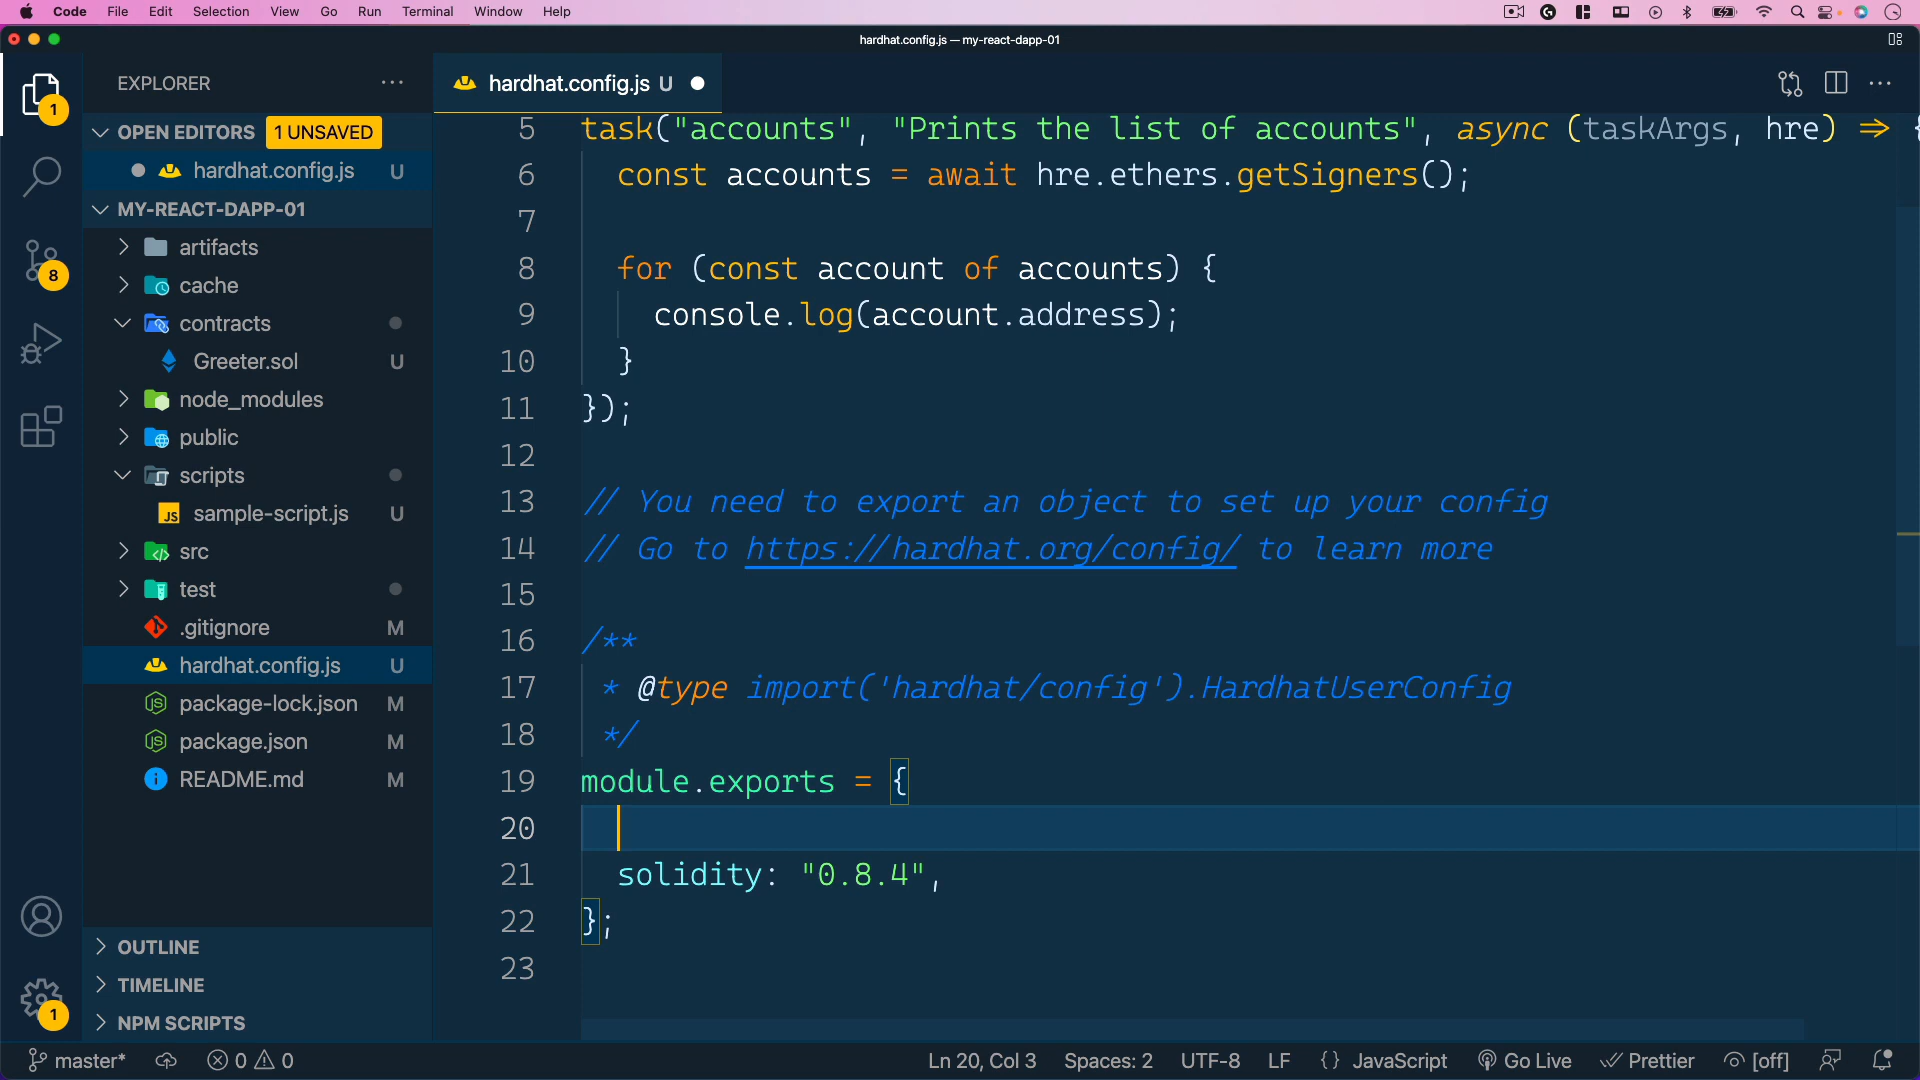 Code File Edit Selection View Go Run Terminal Window Help
hardhat.config.js — my-react-dapp-01
EXPLORER
hardhat.config.js U
1
OPEN EDITORS 1 UNSAVED
hardhat.config.js U
MY-REACT-DAPP-01
artifacts
8
cache
contracts
Greeter.sol U
node_modules
public
scripts
JS sample-script.js U
src
test
.gitignore M
hardhat.config.js U
package-lock.json M
package.json M
README.md M
OUTLINE
TIMELINE
1
NPM SCRIPTS
5 task("accounts", "Prints the list of accounts", async (taskArgs, hre) => {
6 const accounts = await hre.ethers.getSigners();
7
8 for (const account of accounts) {
9 console.log(account.address);
10 }
11 });
12
13 // You need to export an object to set up your config
14 // Go to https://hardhat.org/config/ to learn more
15
16 /**
17 * @type import('hardhat/config').HardhatUserConfig
18 */
19 module.exports = {
20
21 solidity: "0.8.4",
22 };
23
master* 0 0 Ln 20, Col 3 Spaces: 2 UTF-8 LF {} JavaScript Go Live Prettier [off]